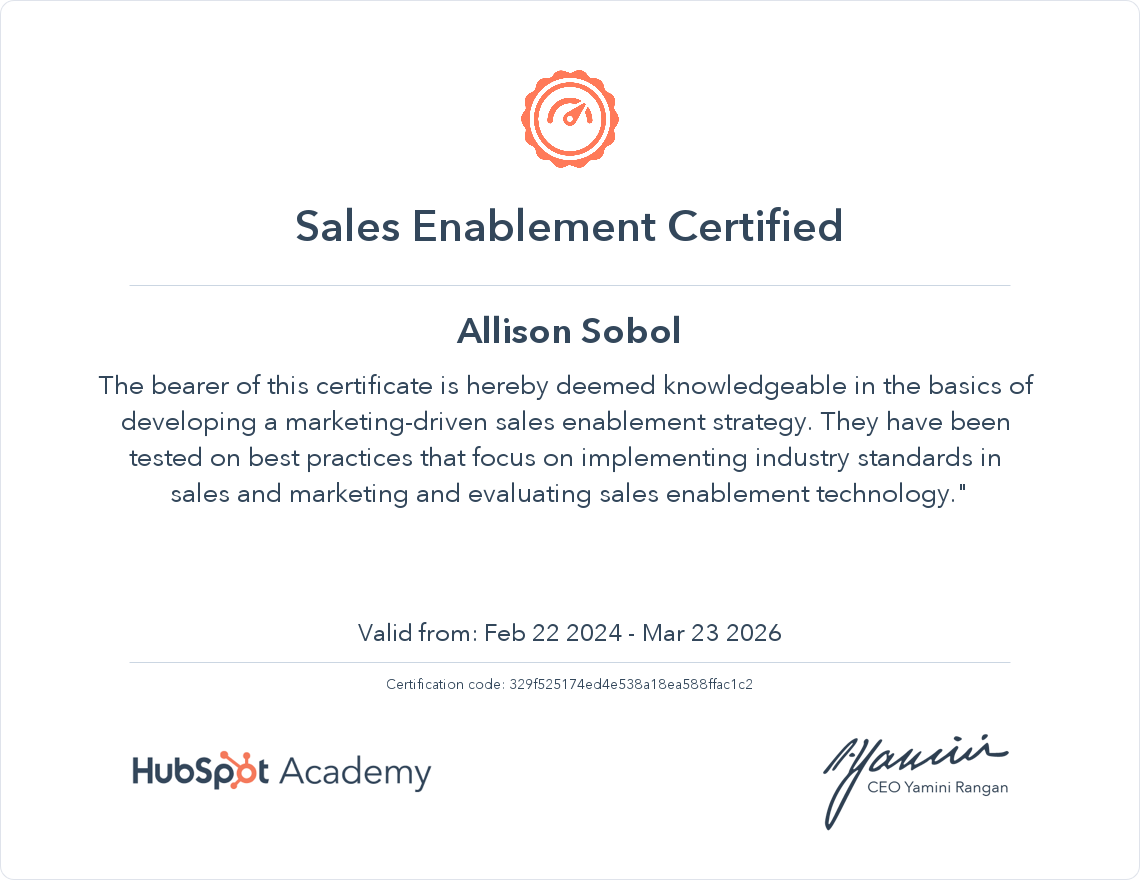 Sales Enablement Certified
Allison Sobol
The bearer of this certificate is hereby deemed knowledgeable in the basics of
developing a marketing-driven sales enablement strategy. They have been
tested on best practices that focus on implementing industry standards in
sales and marketing and evaluating sales enablement technology."
Valid from: Feb 22 2024 - Mar 23 2026
Certification code: 329f525174ed4e538a18ea588ffac1c2
HubSpot Academy
CEO Yamini Rangan